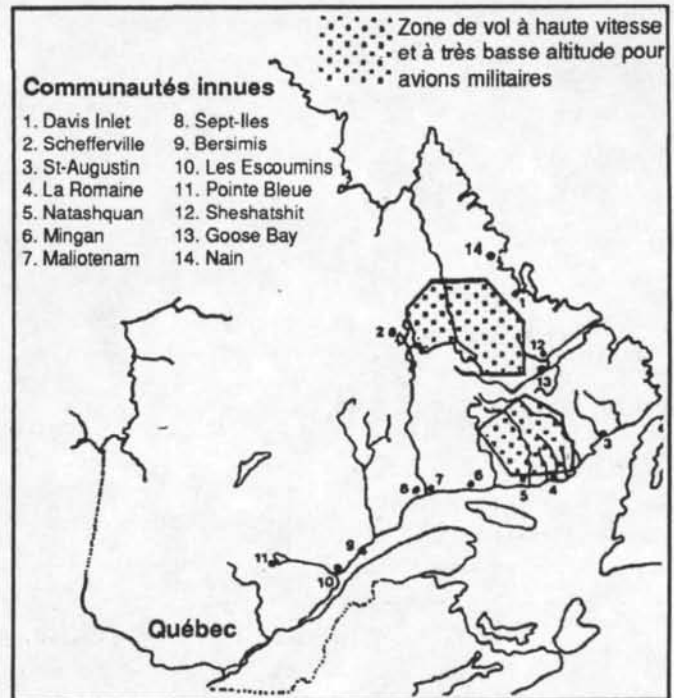 Zone de vol à haute vitesse
et à très basse altitude pour
avions militaires
Communautés innues
1. Davis Inlet
2. Schefferville
3. St-Augustin
4. La Romaine
5. Natashquan
6. Mingan
7. Maliotenam
8. Sept-Iles
9. Bersimis
10. Les Escoumins
11. Pointe Bleue
12. Sheshatshit
13. Goose Bay
14. Nain
14
1
2
12
13
3
8
7
6
5
4
9
11
10
Québec